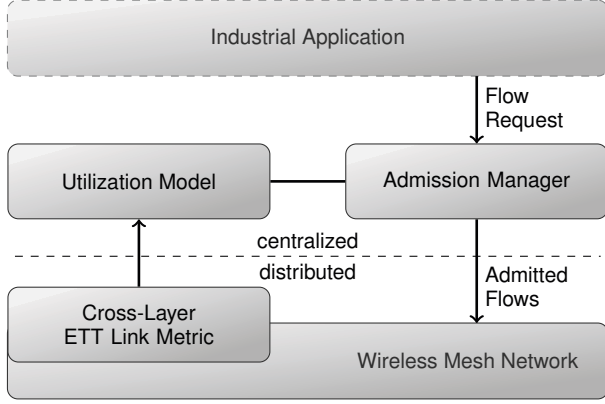 Industrial Application
Flow
Request
Utilization Model
Admission Manager
centralized
distributed
Admitted
Flows
Cross-Layer
ETT Link Metric
Wireless Mesh Network